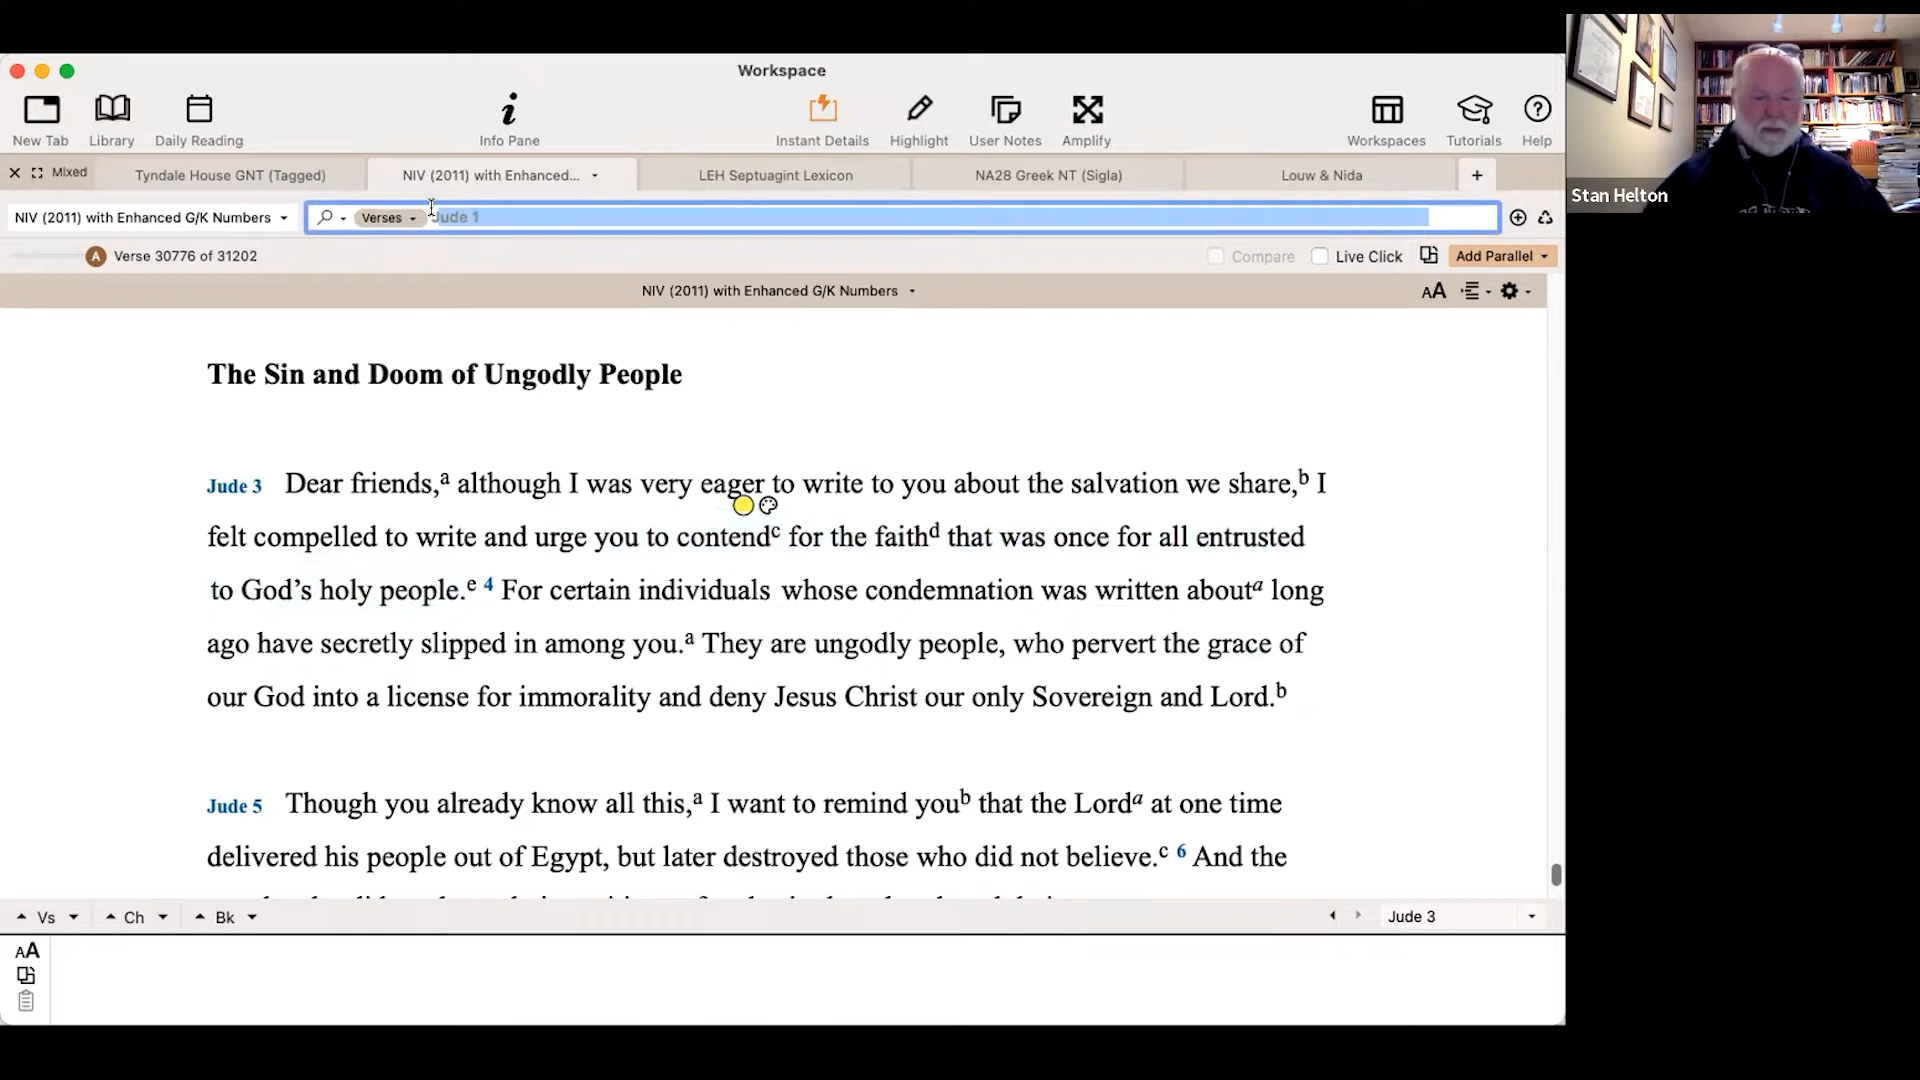 Workspace
New Tab Library Daily Reading Info Pane Instant Details Highlight User Notes Amplify Workspaces Tutorials Help
Mixed Tyndale House GNT (Tagged) NIV (2011) with Enhanced... LEH Septuagint Lexicon NA28 Greek NT (Sigla) Louw & Nida +
Stan Helton
NIV (2011) with Enhanced G/K Numbers Verses Jude 1
A Verse 30776 of 31202 Compare Live Click Add Parallel
NIV (2011) with Enhanced G/K Numbers AA
The Sin and Doom of Ungodly People
Jude 3 Dear friends,a although I was very eager to write to you about the salvation we share,b I
felt compelled to write and urge you to contendc for the faithd that was once for all entrusted
to God’s holy people.e 4 For certain individuals whose condemnation was written abouta long
ago have secretly slipped in among you.a They are ungodly people, who pervert the grace of
our God into a license for immorality and deny Jesus Christ our only Sovereign and Lord.b
Jude 5 Though you already know all this,a I want to remind youb that the Lorda at one time
delivered his people out of Egypt, but later destroyed those who did not believe.c 6 And the
Vs Ch Bk Jude 3
AA